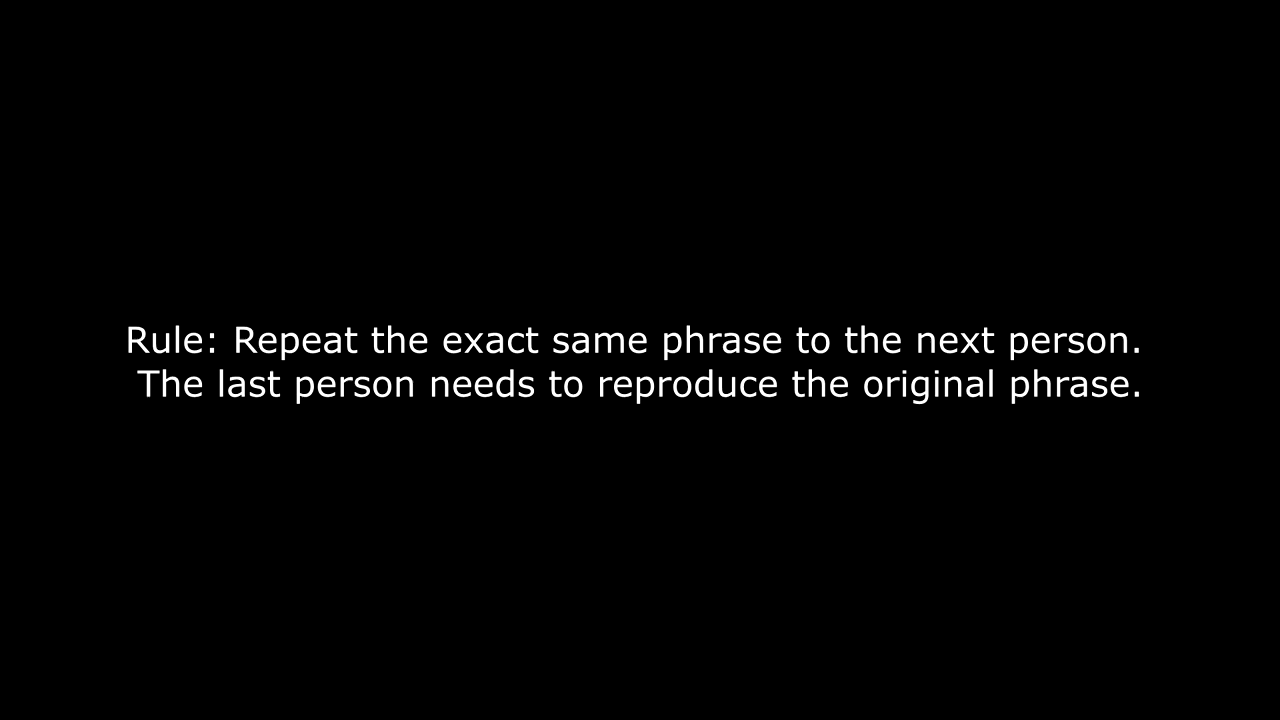 Rule: Repeat the exact same phrase to the next person.
The last person needs to reproduce the original phrase.